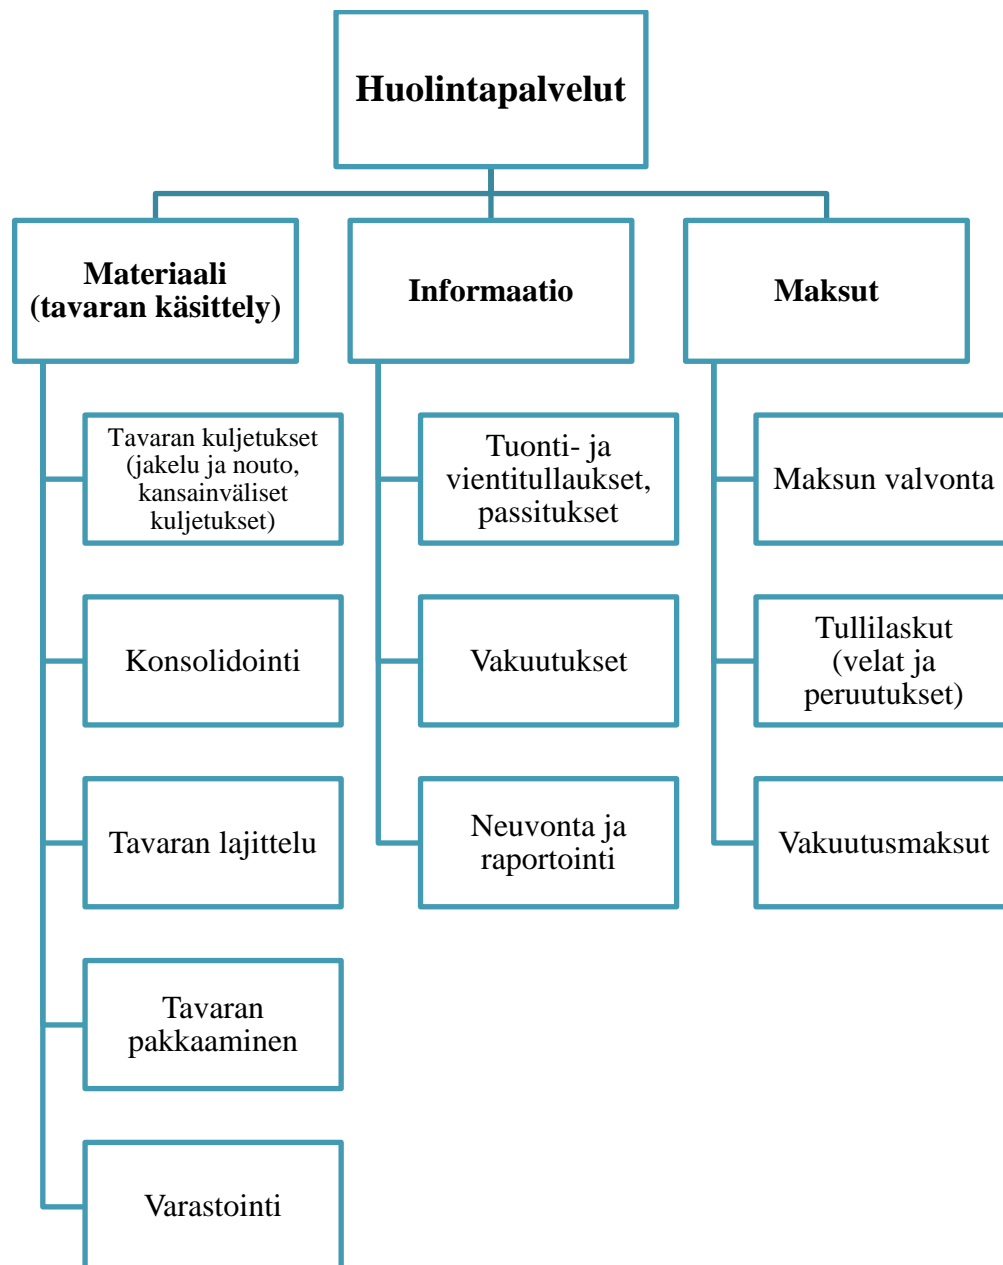 Huolintapalvelut
Materiaali
(tavaran käsittely)
Informaatio
Maksut
Tavaran kuljetukset
(jakelu ja nouto,
kansainväliset
kuljetukset)
Konsolidointi
Tavaran lajittelu
Tavaran
pakkaaminen
Varastointi
Tuonti- ja
vientitullaukset,
passitukset
Vakuutukset
Neuvonta ja
raportointi
Maksun valvonta
Tullilaskut
(velat ja
peruutukset)
Vakuutusmaksut